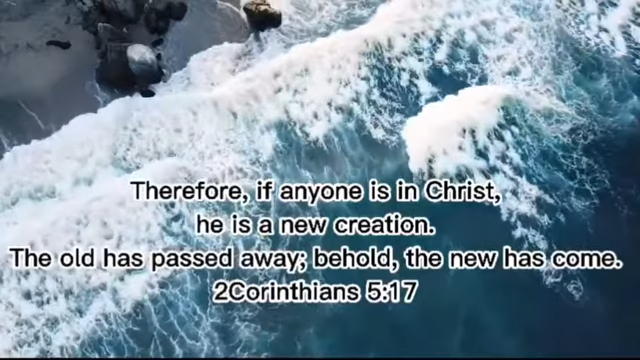 Therefore, if anyone is in Christ,
he is a new creation.
The old has passed away; behold, the new has come.
2Corinthians 5:17